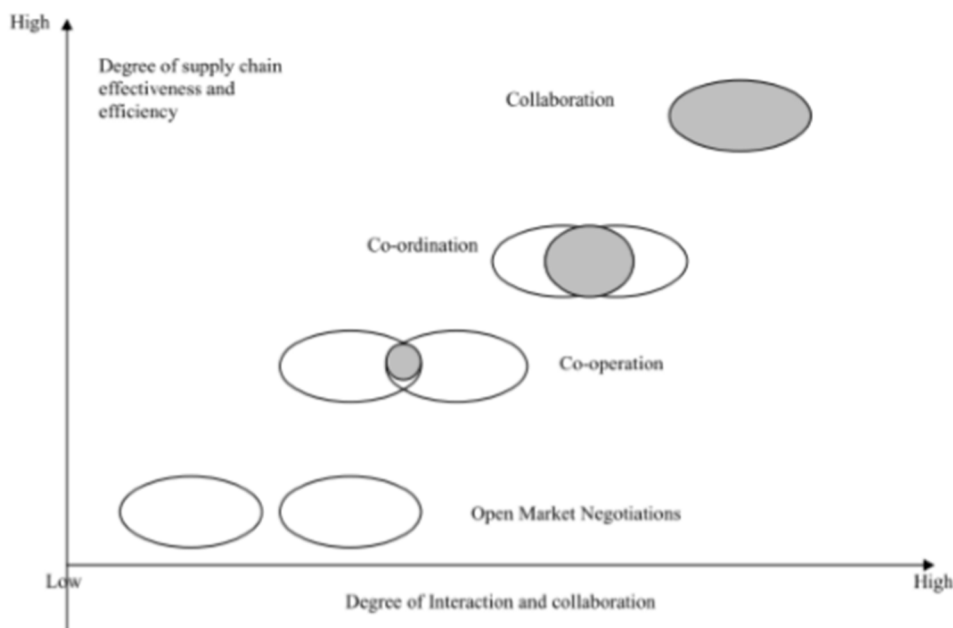 High
Degree of supply chain
effectiveness and
efficiency
Collaboration
Co-ordination
Co-operation
Open Market Negotiations
Low
High
Degree of Interaction and collaboration